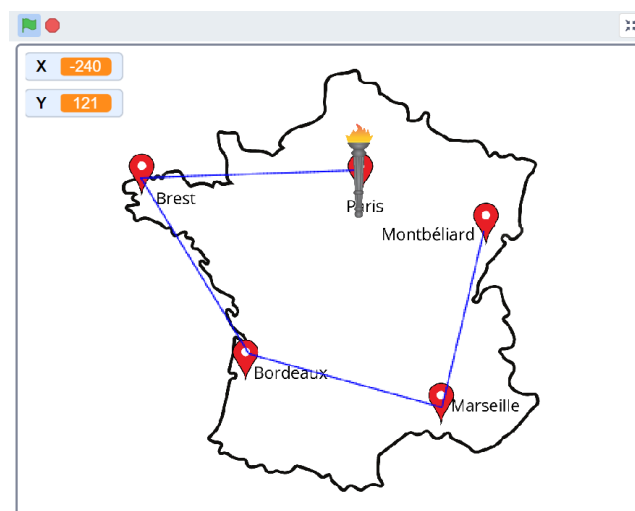 X -240
Y 121
Brest
Paris
Montbéliard
Bordeaux
Marseille